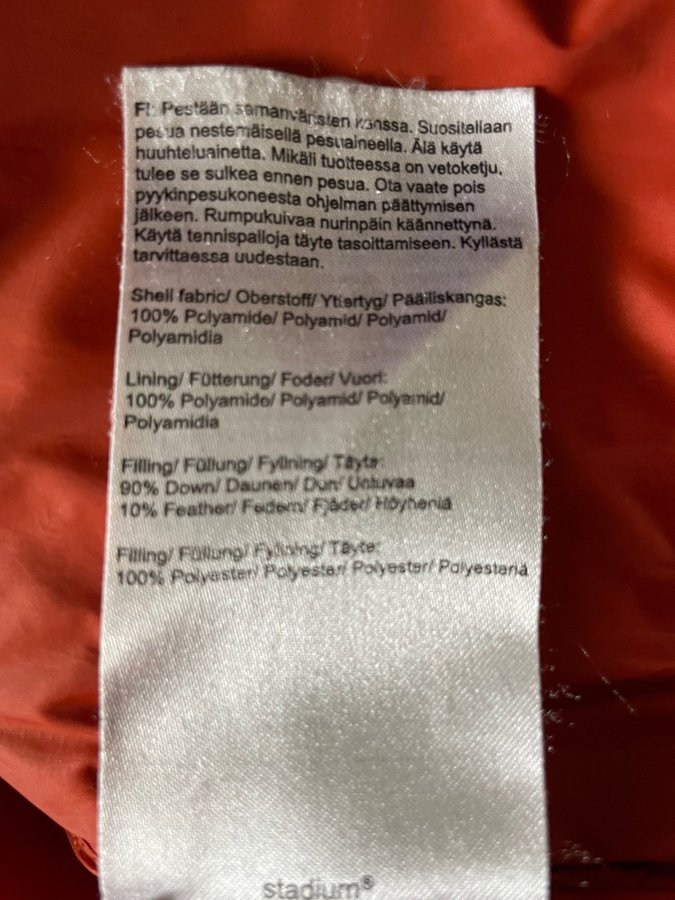 FI: Pestään samanväristen kanssa. Suositellaan
pesua nestemäisellä pesuaineella. Älä käytä
huuhteluainetta. Mikäli tuotteessa on vetoketju,
tulee se sulkea ennen pesua. Ota vaate pois
pyykinpesukoneesta ohjelman päättymisen
jälkeen. Rumpukuivaa nurinpäin käännettynä.
Käytä tennispalloja täyte tasoittamiseen. Kyllästä
tarvittaessa uudestaan.
Shell fabric/ Oberstoff/ Yttertyg/ Päälliskangas:
100% Polyamide/ Polyamid/ Polyamid/
Polyamidia
Lining/ Fütterung/ Foder/ Vuori:
100% Polyamide/ Polyamid/ Polyamid/
Polyamidia
Filling/ Füllung/ Fyllning/ Täyte:
90% Down/ Daunen/ Dun/ Untuvaa
10% Feather/ Federn/ Fjäder/ Höyheniä
Filling/ Füllung/ Fyllning/ Täyte:
100% Polyester/ Polyester/ Polyester/ Polyesteriä
stadium®